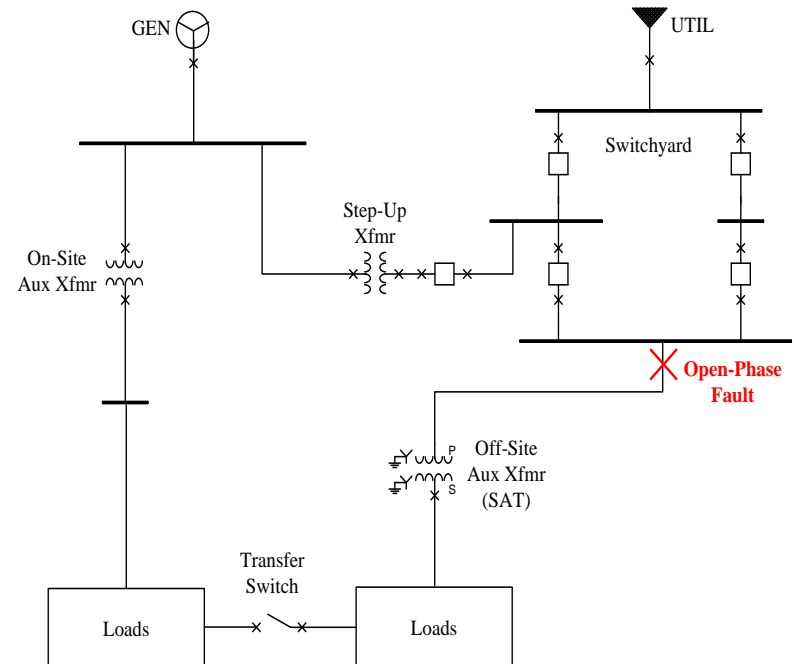 GEN
UTIL
Switchyard
Step-Up
Xfmr
On-Site
Aux Xfmr
Open-Phase
Fault
P
S
Off-Site
Aux Xfmr
(SAT)
Transfer
Switch
Loads
Loads